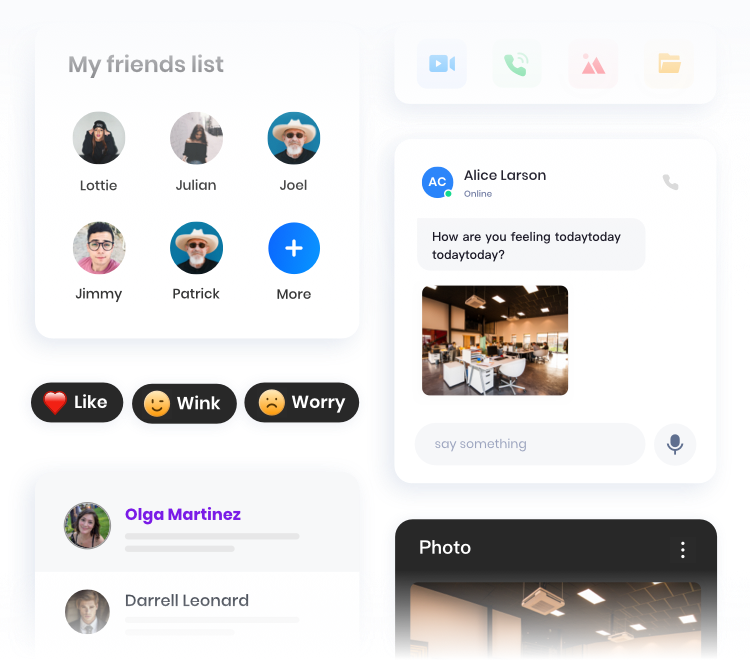 My friends list
Lottie
Julian
Joel
Jimmy
Patrick
More
Like
Wink
Worry
Olga Martinez
Darrell Leonard
AC
Alice Larson
Online
How are you feeling todaytoday
todaytoday?
say something
Photo